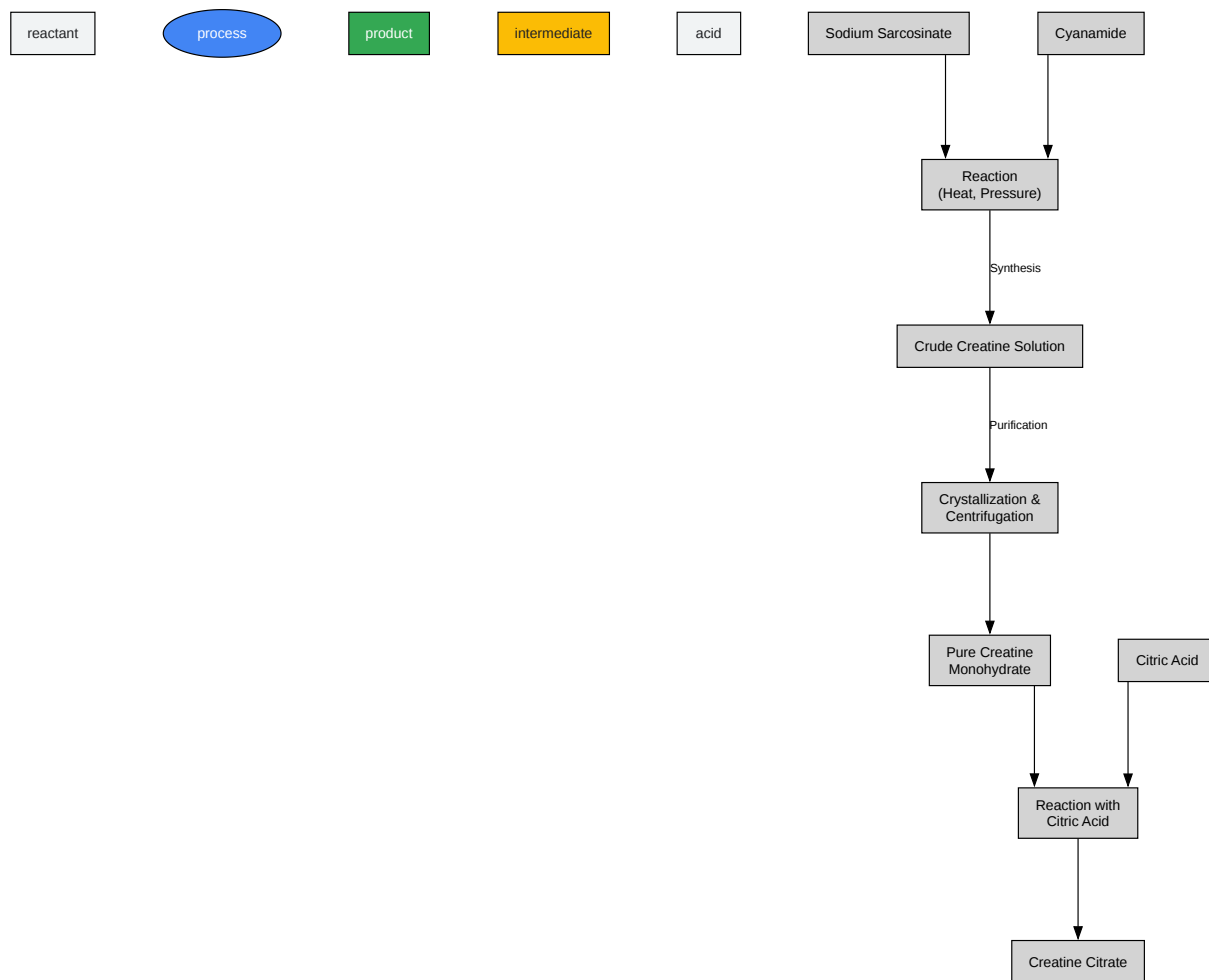 reactant
process
product
intermediate
acid
Sodium Sarcosinate
Cyanamide
Reaction
(Heat, Pressure)
Synthesis
Crude Creatine Solution
Purification
Crystallization &
Centrifugation
Pure Creatine
Monohydrate
Citric Acid
Reaction with
Citric Acid
Creatine Citrate